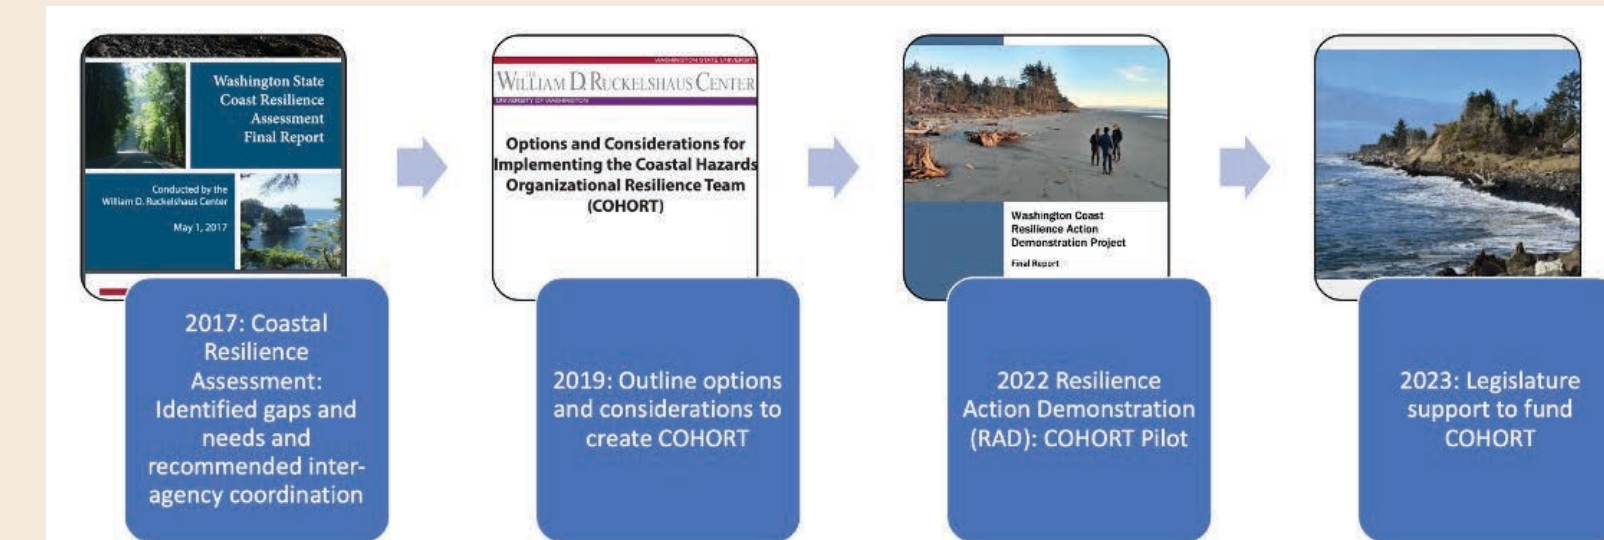 Washington State
Coast Resilience
Assessment
Final Report
Conducted by the
William D. Ruckelshaus Center
May 1, 2017
2017: Coastal
Resilience
Assessment:
Identified gaps and
needs and
recommended inter-
agency coordination
WASHINGTON STATE UNIVERSITY
THE
WILLIAM D. RUCKELSHAUS CENTER
UNIVERSITY OF WASHINGTON
Options and Considerations for
Implementing the Coastal Hazards
Organizational Resilience Team
(COHORT)
2019: Outline options
and considerations to
create COHORT
Washington Coast
Resilience Action
Demonstration Project
Final Report
2022 Resilience
Action Demonstration
(RAD): COHORT Pilot
2023: Legislature
support to fund
COHORT